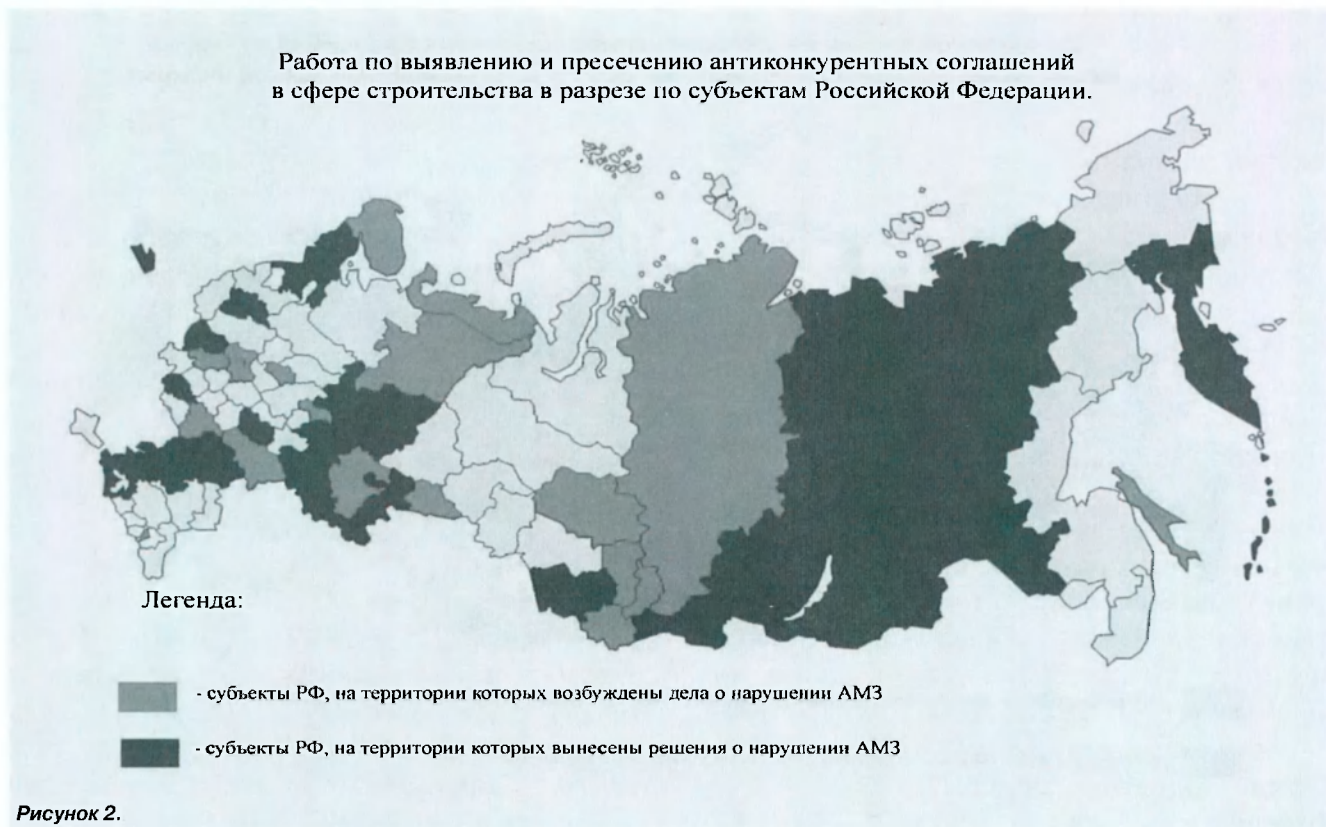 Работа по выявлению и пресечению антиконкурентных соглашений
в сфере строительства в разрезе по субъектам Российской Федерации.
Легенда:
- субъекты РФ, на территории которых возбуждены дела о нарушении АМЗ
- субъекты РФ, на территории которых вынесены решения о нарушении АМЗ
Рисунок 2.